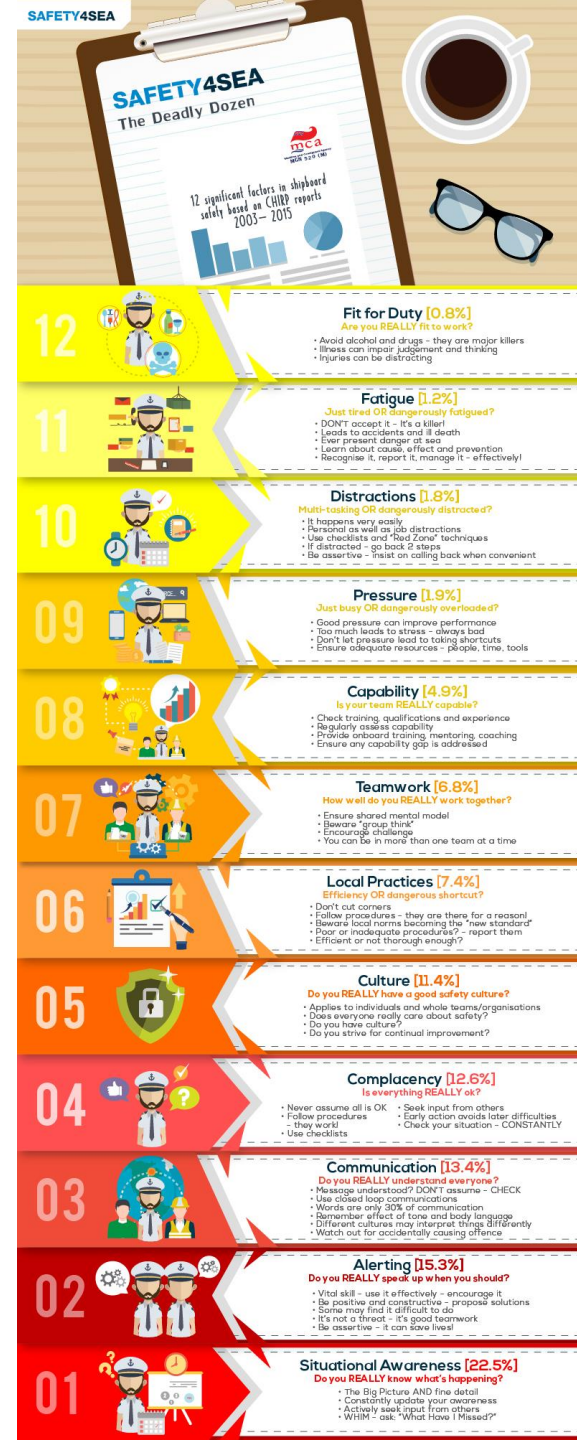 SAFETY4SEA
SAFETY4SEA
The Deadly Dozen
mca
MGN 520 (M)
12 significant factors in shipboard
safety based on CHIRP reports
2003– 2015
12
Fit for Duty [0.8%]
Are you REALLY fit to work?
• Avoid alcohol and drugs - they are major killers
• Illness can impair judgement and thinking
• Injuries can be distracting
11
Fatigue [1.2%]
Just tired OR dangerously fatigued?
• DON'T accept it - It's a killer!
• Leads to accidents and ill death
• Ever present danger at sea
• Learn about cause, effect and prevention
• Recognise it, report it, manage it - effectively!
10
Distractions [1.8%]
Multi-tasking OR dangerously distracted?
• It happens very easily
• Personal as well as job distractions
• Use checklists and "Red Zone" techniques
• If distracted - go back 2 steps
• Be assertive - insist on calling back when convenient
09
Pressure [1.9%]
Just busy OR dangerously overloaded?
• Good pressure can improve performance
• Too much leads to stress - always bad
• Don't let pressure lead to taking shortcuts
• Ensure adequate resources - people, time, tools
08
Capability [4.9%]
Is your team REALLY capable?
• Check training, qualifications and experience
• Regularly assess capability
• Provide onboard training, mentoring, coaching
• Ensure any capability gap is addressed
07
Teamwork [6.8%]
How well do you REALLY work together?
• Ensure shared mental model
• Beware "group think"
• Encourage challenge
• You can be in more than one team at a time
06
Local Practices [7.4%]
Efficiency OR dangerous shortcut?
• Don't cut corners
• Follow procedures - they are there for a reason!
• Beware local norms becoming the "new standard"
• Poor or inadequate procedures? - report them
• Efficient or not thorough enough?
05
Culture [11.4%]
Do you REALLY have a good safety culture?
• Applies to individuals and whole teams/organisations
• Does everyone really care about safety?
• Do you have culture?
• Do you strive for continual improvement?
04
Complacency [12.6%]
Is everything REALLY ok?
• Never assume all is OK
• Follow procedures
- they work!
• Use checklists
• Seek input from others
• Early action avoids later difficulties
• Check your situation - CONSTANTLY
03
Communication [13.4%]
Do you REALLY understand everyone?
• Message understood? DON'T assume - CHECK
• Use closed loop communications
• Words are only 30% of communication
• Remember effect of tone and body language
• Different cultures may interpret things differently
• Watch out for accidentally causing offence
02
Alerting [15.3%]
Do you REALLY speak up when you should?
• Vital skill - use it effectively - encourage it
• Be positive and constructive - propose solutions
• Some may find it difficult to do
• It's not a threat - it's good teamwork
• Be assertive - it can save lives!
01
Situational Awareness [22.5%]
Do you REALLY know what's happening?
• The Big Picture AND fine detail
• Constantly update your awareness
• Actively seek input from others
• WHIM - ask: "What Have I Missed?"